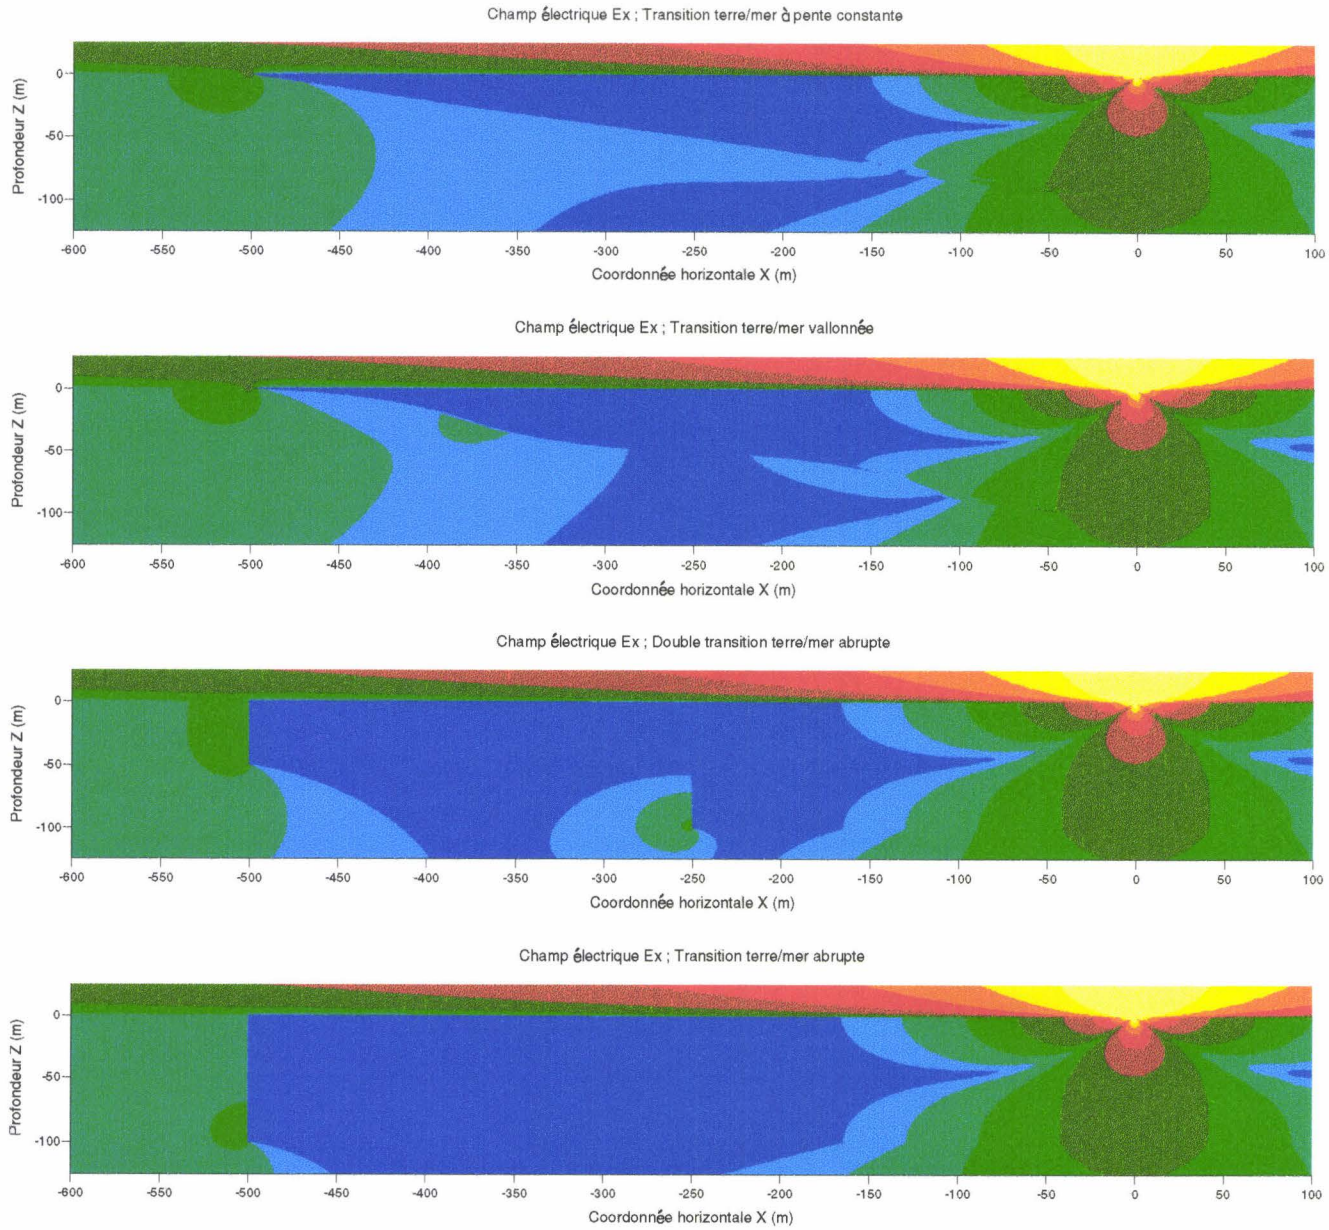 Champ électrique Ex ; Transition terre/mer à pente constante
Profondeur Z (m)
0
-50
-100
-600 -550 -500 -450 -400 -350 -300 -250 -200 -150 -100 -50 0 50 100
Coordonnée horizontale X (m)
Champ électrique Ex ; Transition terre/mer vallonnée
Profondeur Z (m)
0
-50
-100
-600 -550 -500 -450 -400 -350 -300 -250 -200 -150 -100 -50 0 50 100
Coordonnée horizontale X (m)
Champ électrique Ex ; Double transition terre/mer abrupte
Profondeur Z (m)
0
-50
-100
-600 -550 -500 -450 -400 -350 -300 -250 -200 -150 -100 -50 0 50 100
Coordonnée horizontale X (m)
Champ électrique Ex ; Transition terre/mer abrupte
Profondeur Z (m)
0
-50
-100
-600 -550 -500 -450 -400 -350 -300 -250 -200 -150 -100 -50 0 50 100
Coordonnée horizontale X (m)